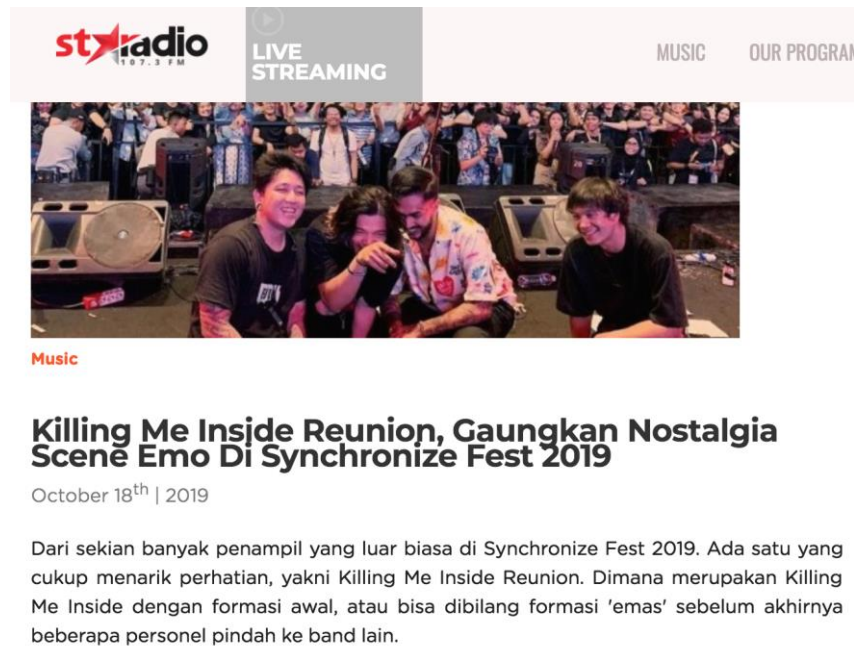 staradio
107.3 FM
LIVE
STREAMING
MUSIC
OUR PROGRAM
Music
Killing Me Inside Reunion, Gaungkan Nostalgia
Scene Emo Di Synchronize Fest 2019
October 18th | 2019
Dari sekian banyak penampil yang luar biasa di Synchronize Fest 2019. Ada satu yang
cukup menarik perhatian, yakni Killing Me Inside Reunion. Dimana merupakan Killing
Me Inside dengan formasi awal, atau bisa dibilang formasi 'emas' sebelum akhirnya
beberapa personel pindah ke band lain.